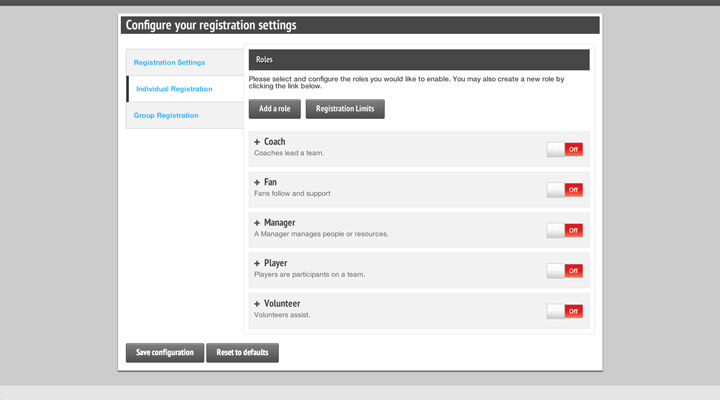 Configure your registration settings
Registration Settings
Individual Registration
Group Registration
Roles
Please select and configure the roles you would like to enable. You may also create a new role by
clicking the link below.
Add a role
Registration Limits
+ Coach
Coaches lead a team.
Off
+ Fan
Fans follow and support
Off
+ Manager
A Manager manages people or resources.
Off
+ Player
Players are participants on a team.
Off
+ Volunteer
Volunteers assist.
Off
Save configuration
Reset to defaults